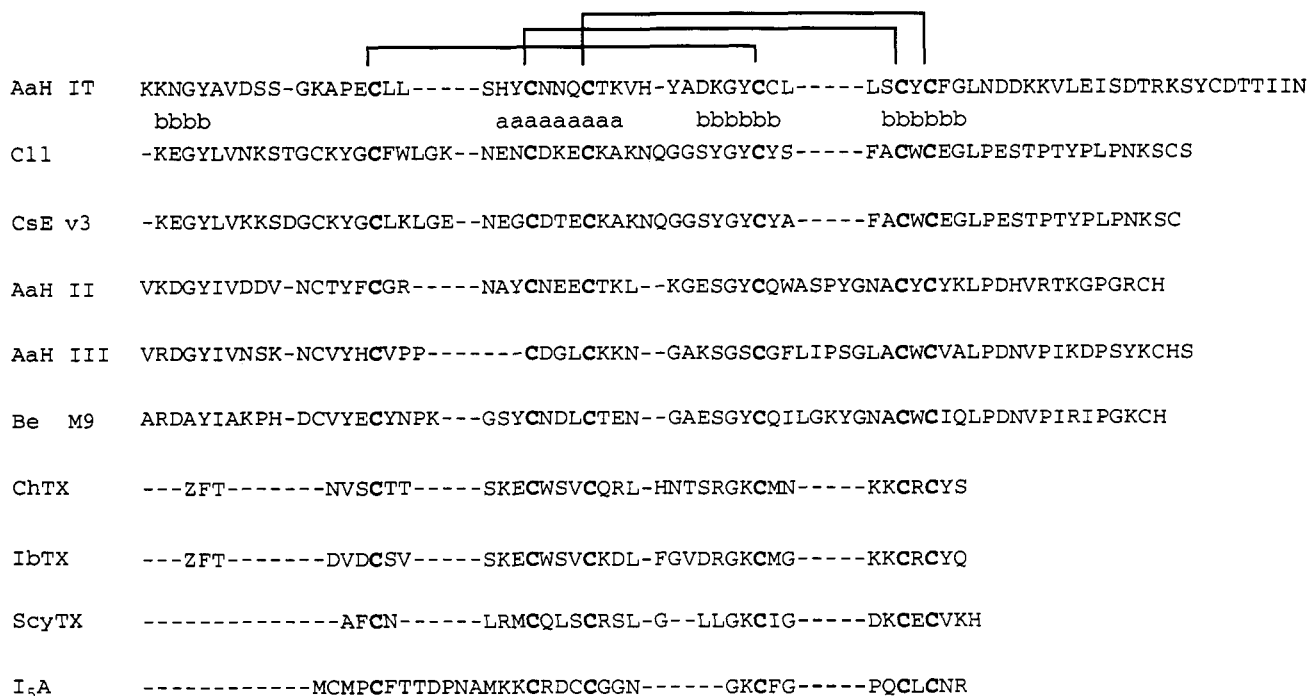 AaH IT KKNGYAVDSS-GKAPECLL-----SHYCNNQCTKVH-YADKGYCCL-----LSCYCFGLNDDKKVLEISDTRKSYCDTTIIN
bbbb aaaaaaaaa bbbbbb bbbbbb
Cll -KEGYLVNKSTGCKYGCFWLGK--NENCDKECKAKNQGGSYGYCYS-----FACWCEGLPESTPTYPLPNKSCS
CsE v3 -KEGYLVKKSDGCKYGCLKLGE--NEGCDTECKAKNQGGSYGYCYA-----FACWCEGLPESTPTYPLPNKSC
AaH II VKDGYIVDDV-NCTYFCGR-----NAYCNEECTKL--KGESGYCQWASPYGNACYCYKLPDHVRTKGPGRCH
AaH III VRDGYIVNSK-NCVYHCVPP-------CDGLCKKN--GAKSGSCGFLIPSGLACWCVALPDNVPIKDPSYKCHS
Be M9 ARDAYIAKPH-DCVYECYNPK---GSYCNDLCTEN--GAESGYCQILGKYGNACWCIQLPDNVPIRIPGKCH
ChTX ---ZFT-------NVSCTT-----SKECWSVCQRL-HNTSRGKCMN-----KKCRCYS
IbTX ---ZFT-------DVDCSV-----SKECWSVCKDL-FGVDRGKCMG-----KKCRCYQ
ScyTX --------------AFCN------LRMCQLSCRSL-G--LLGKCIG-----DKCECVKH
I₅A ------------MCMPCFTTDPNAMKKCRDCCGGN------GKCFG-----PQCLCNR